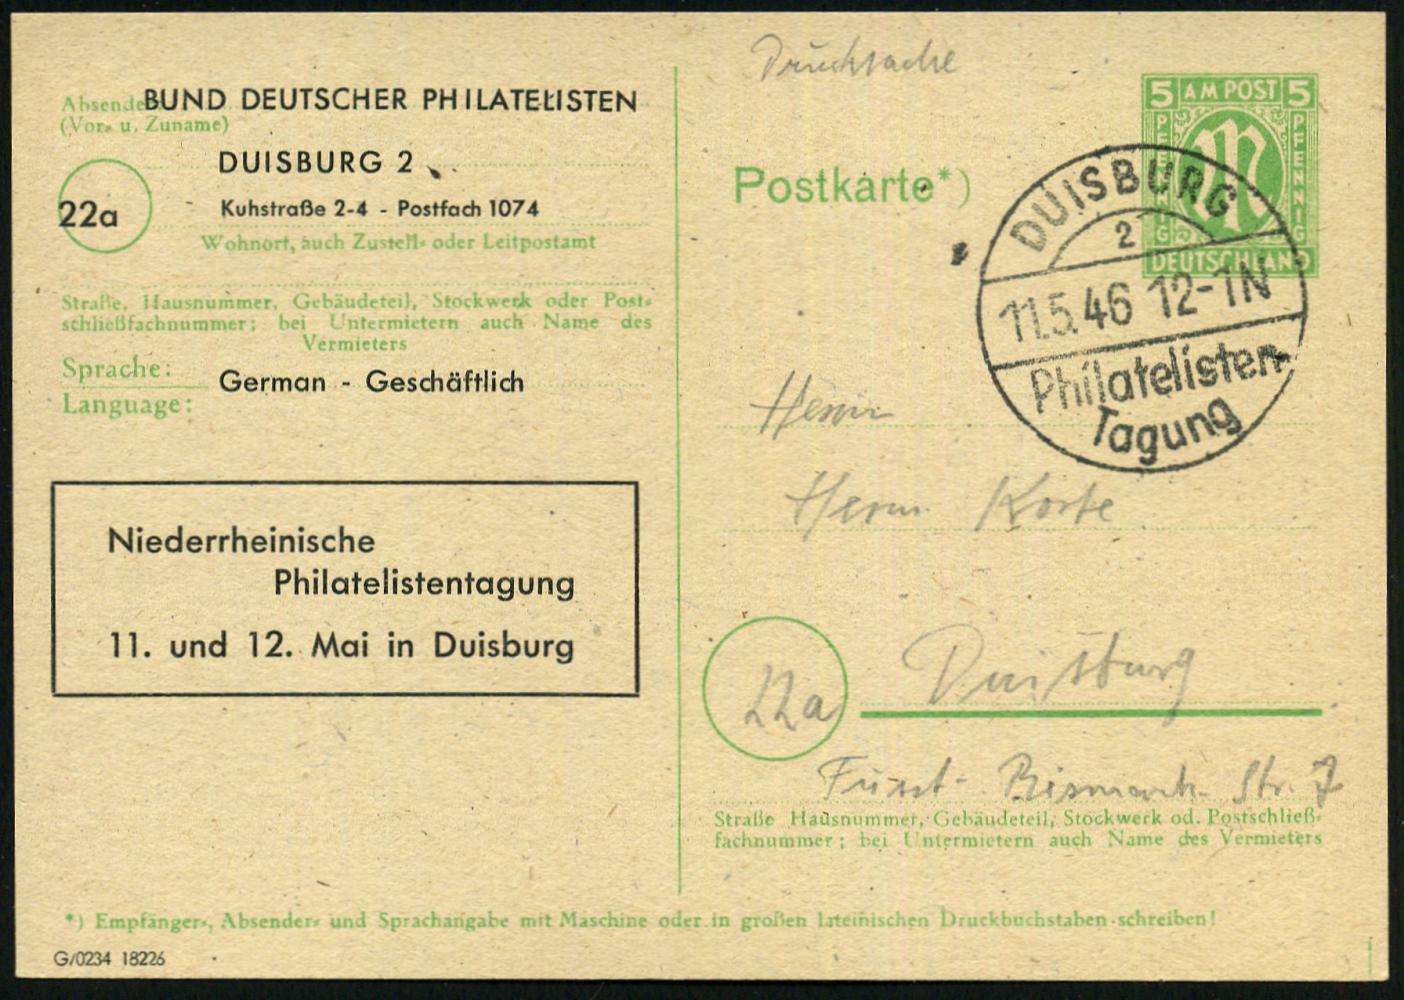 Absender
(Vor- u. Zuname)
BUND DEUTSCHER PHILATELISTEN
DUISBURG 2
22a
Kuhstraße 2-4 - Postfach 1074
Wohnort, auch Zustell- oder Leitpostamt
Straße, Hausnummer, Gebäudeteil, Stockwerk oder Post-
schließfachnummer; bei Untermietern auch Name des
Vermieters
Sprache:
Language:
German - Geschäftlich
Niederrheinische
Philatelistentagung
11. und 12. Mai in Duisburg
Drucksache
Postkarte*)
5 AM POST 5
PFENNIG
M
PFENNIG
DEUTSCHLAND
DUISBURG
2
11.5.46 12-1N
Philatelisten-
Tagung
Herrn
Herrn Korte
22a
Duisburg
Fürst-Bismarck-Str. 7
Straße Hausnummer, Gebäudeteil, Stockwerk od. Postschließ-
fachnummer; bei Untermietern auch Name des Vermieters
*) Empfänger-, Absender- und Sprachangabe mit Maschine oder in großen lateinischen Druckbuchstaben schreiben!
G/0234 18226